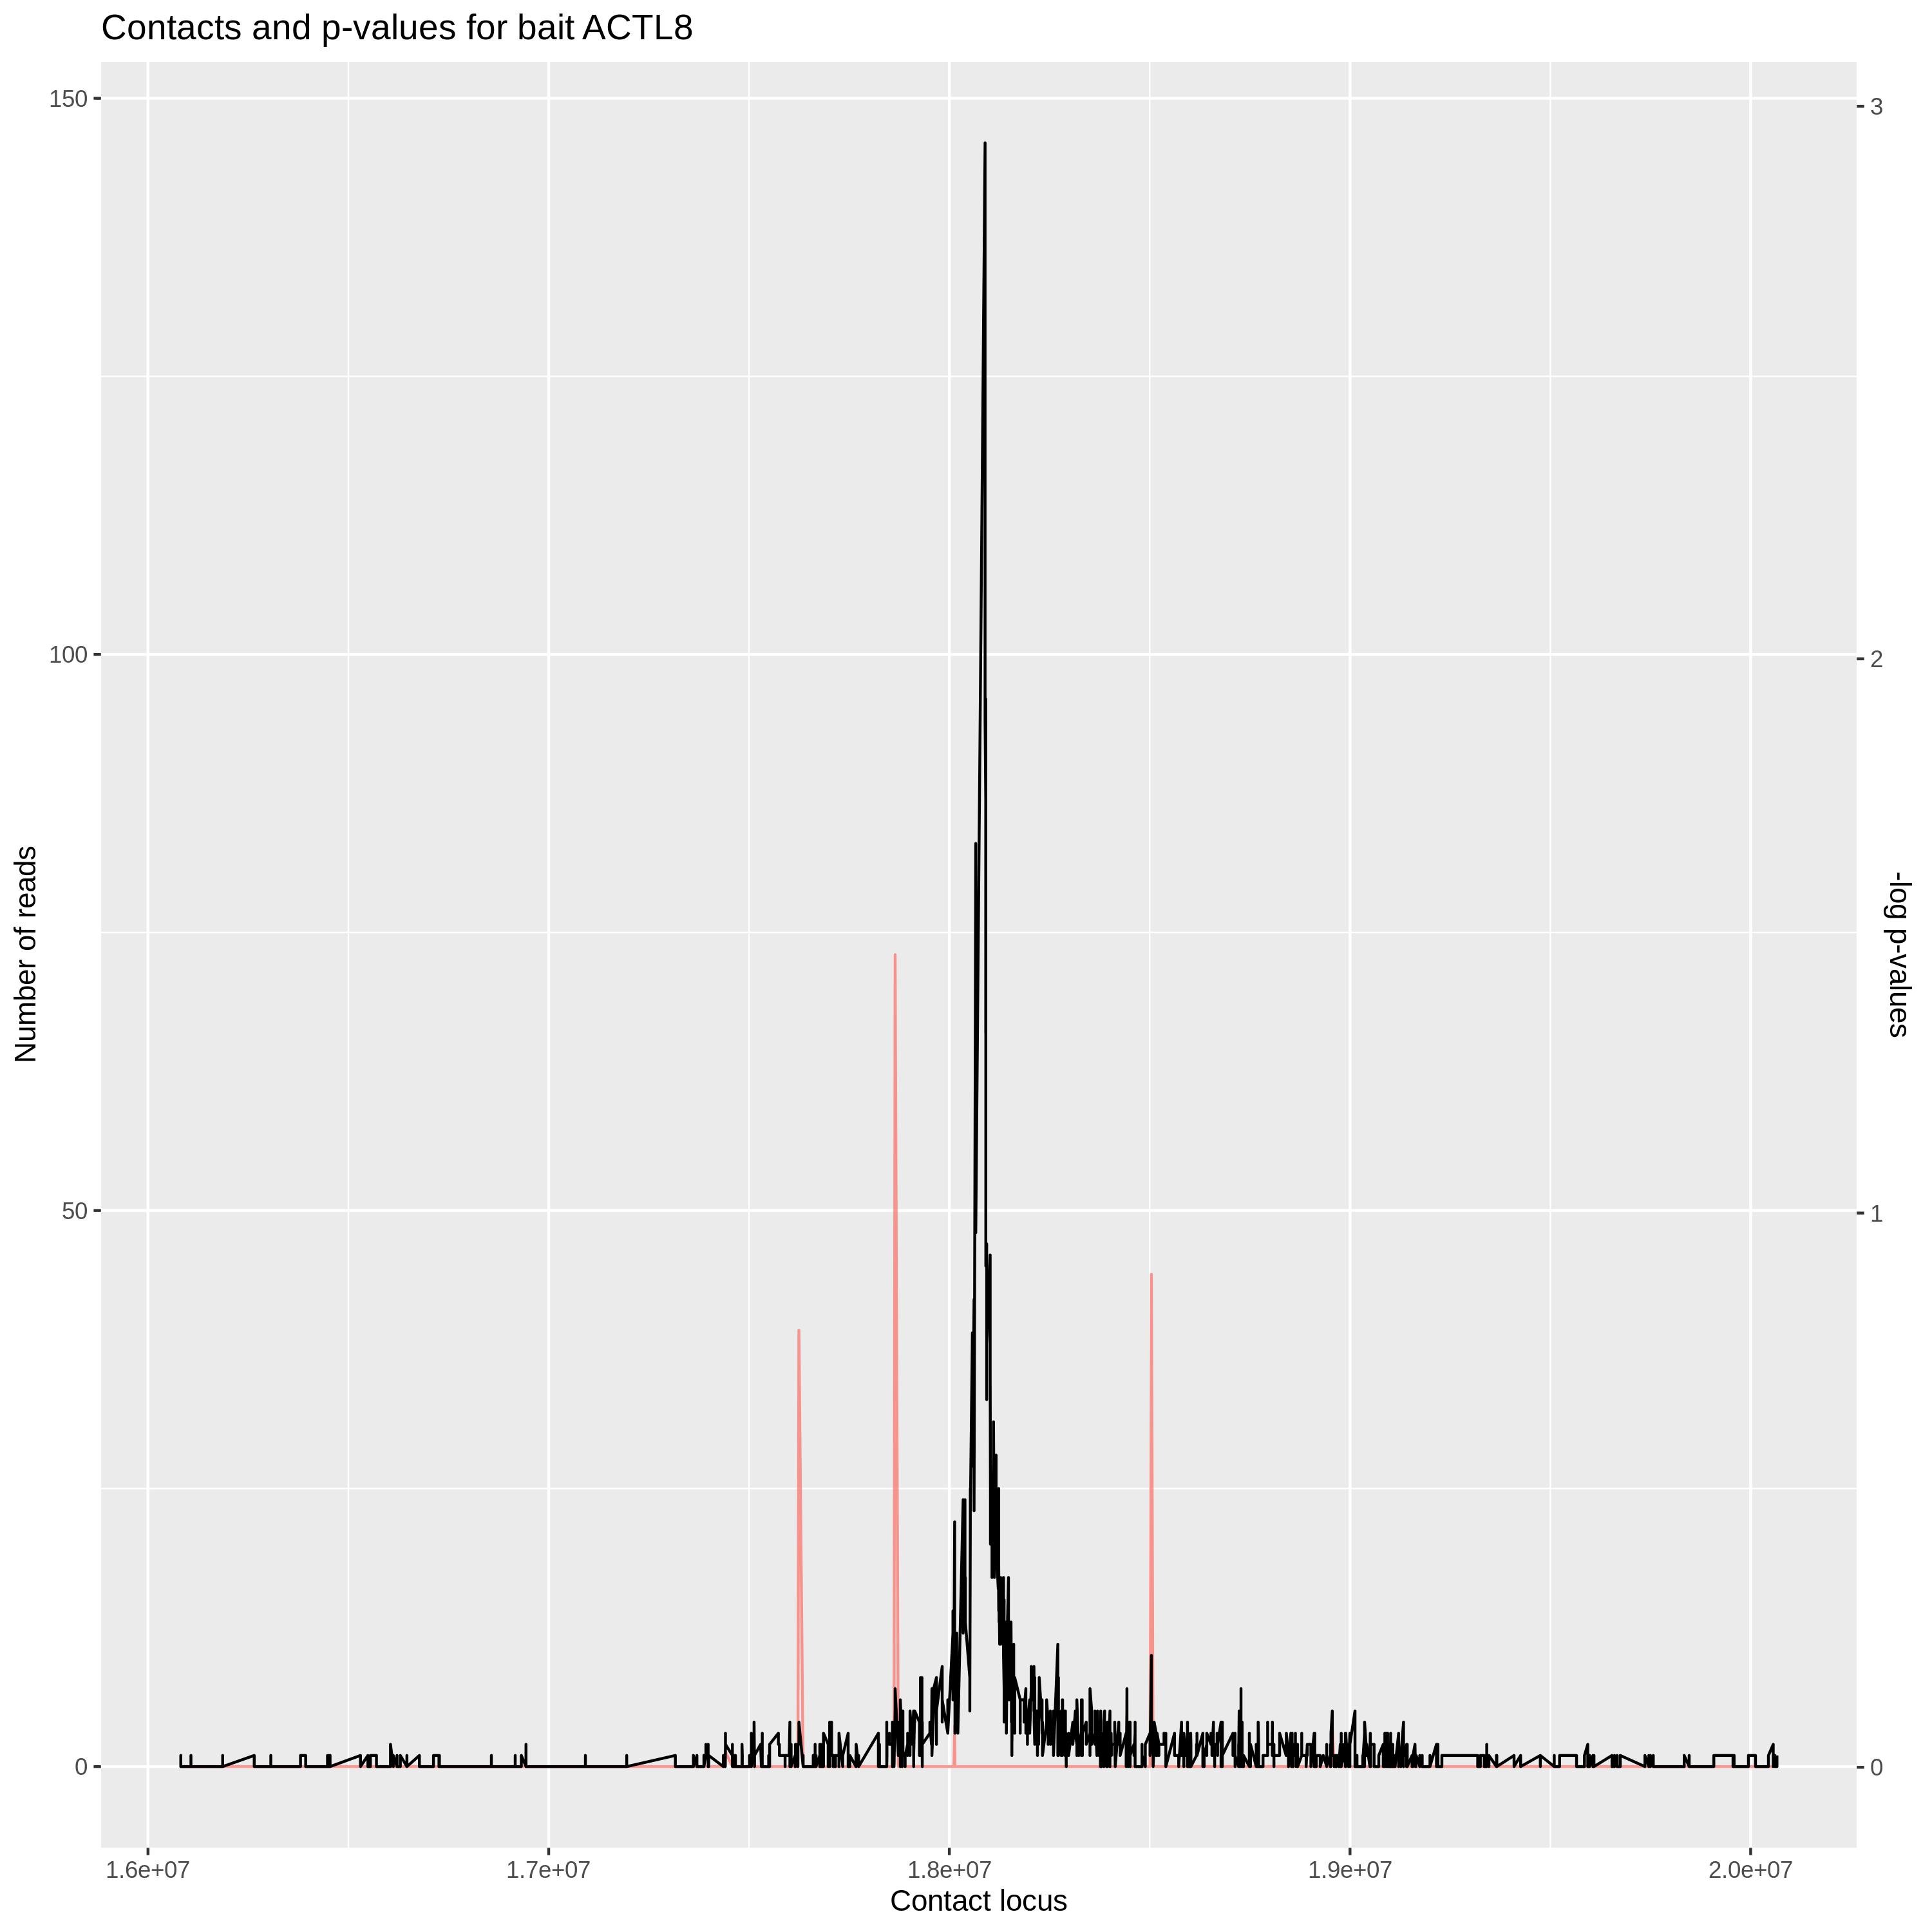 Contacts and p-values for bait ACTL8
150
100
50
0
3
2
1
0
Number of reads
-log p-values
1.6e+07 1.7e+07 1.8e+07 1.9e+07 2.0e+07
Contact locus